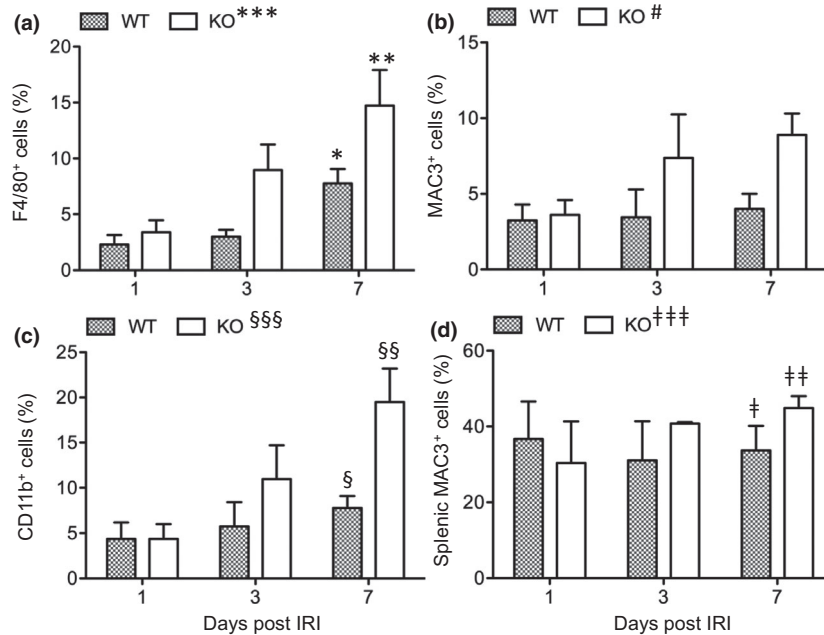 (a) WT KO***
F4/80+ cells (%)
20
15
10
5
0
* **
1 3 7
(b) WT KO#
MAC3+ cells (%)
15
10
5
0
1 3 7
(c) WT KO§§§
CD11b+ cells (%)
25
20
15
10
5
0
§ §§
1 3 7
Days post IRI
(d) WT KO‡‡‡
Splenic MAC3+ cells (%)
60
40
20
0
‡ ‡‡
1 3 7
Days post IRI